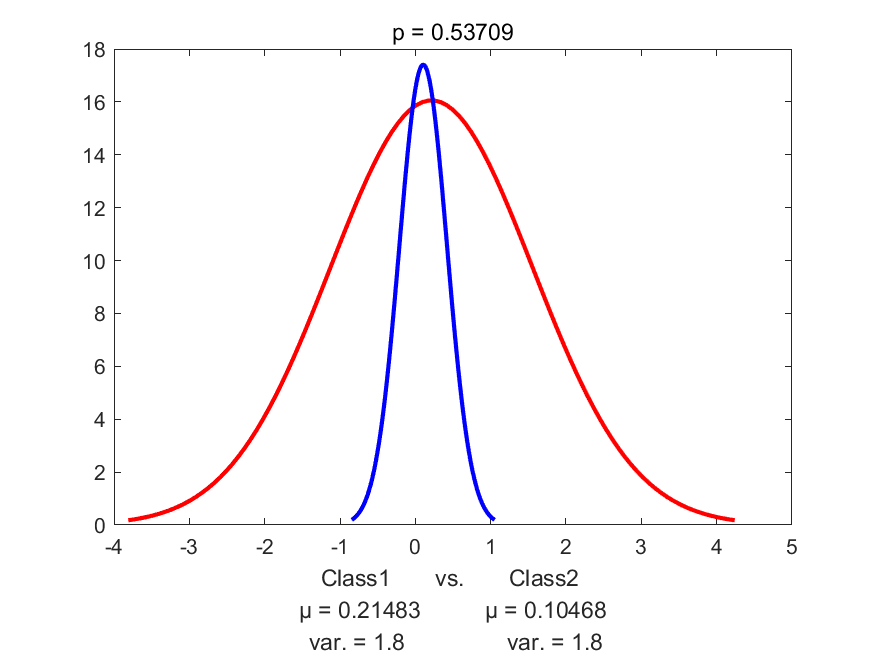 p = 0.53709
18
16
14
12
10
8
6
4
2
0
-4 -3 -2 -1 0 1 2 3 4 5
Class1 vs. Class2
μ = 0.21483 μ = 0.10468
var. = 1.8 var. = 1.8